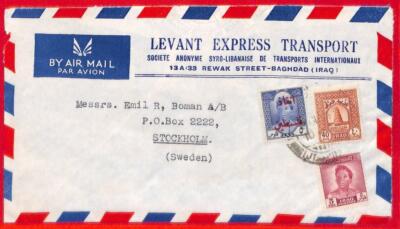 BY AIR MAIL
PAR AVION
LEVANT EXPRESS TRANSPORT
SOCIETE ANONYME SYRO-LIBANAISE DE TRANSPORTS INTERNATIONAUX
13A/33 REWAK STREET-BAGHDAD (IRAQ)
Messrs. Emil R, Boman A/B
P.O.Box 2222,
STOCKHOLM.
(Sweden)
40